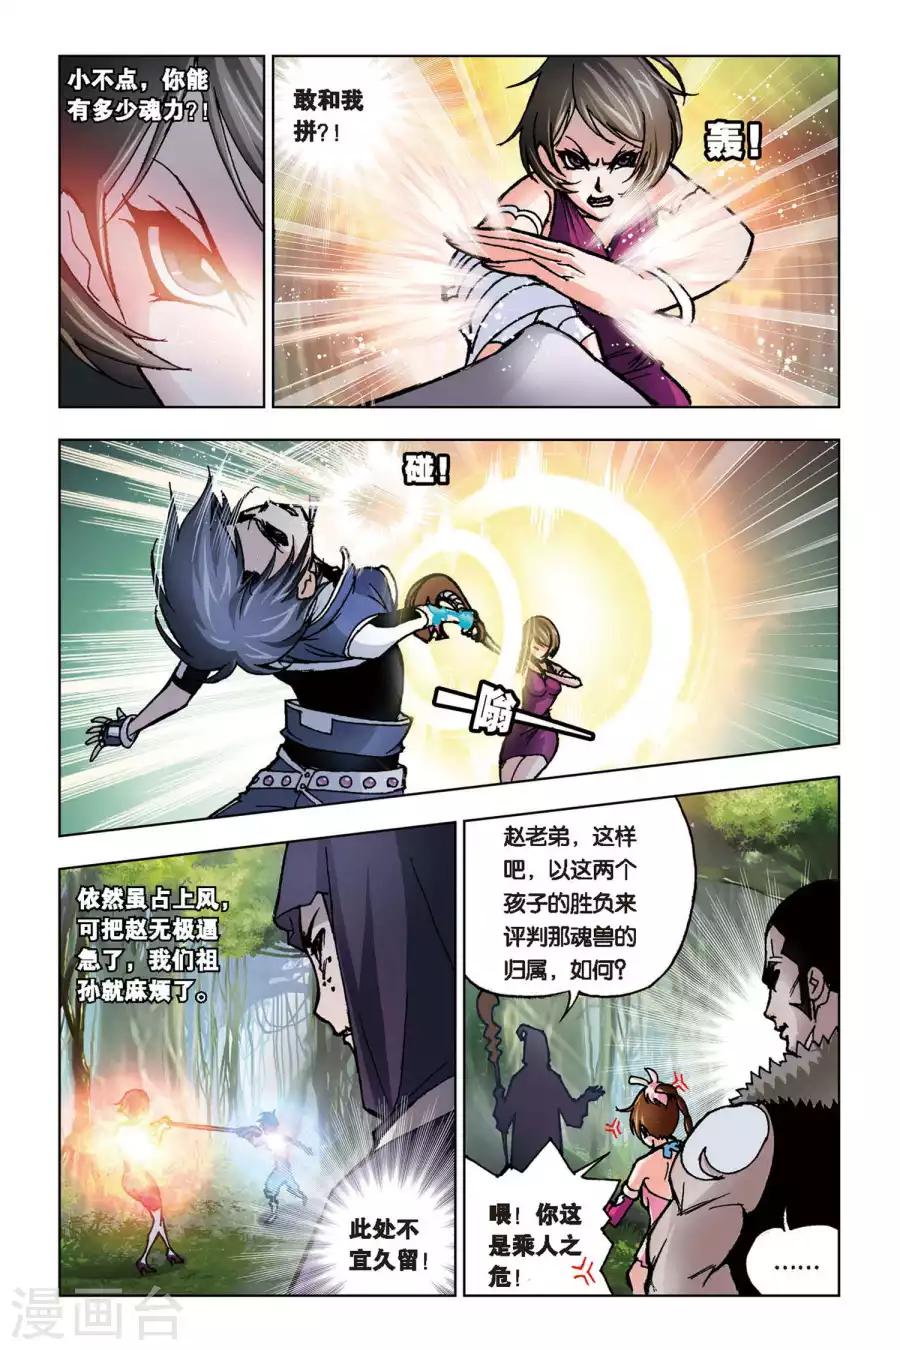 小不点，你能
有多少魂力?!
敢和我
拼?!
轰!
碰!
嗡
依然虽占上风，
可把赵无极逼
急了，我们祖
孙就麻烦了。
此处不
宜久留!
赵老弟，这样
吧，以这两个
孩子的胜负来
评判那魂兽的
归属，如何?
喂！你这
是乘人之
危!
……
漫画台